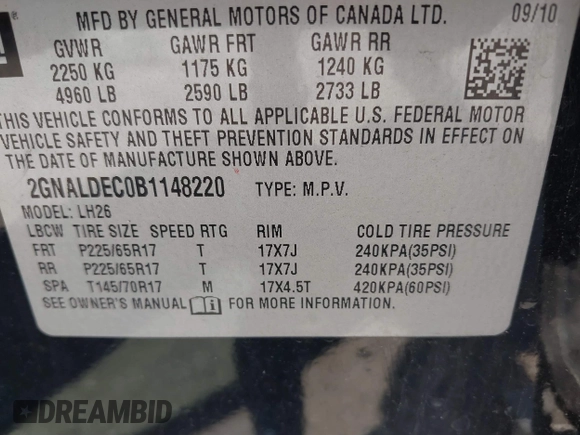 MFD BY GENERAL MOTORS OF CANADA LTD. 09/10
GVWR GAWR FRT GAWR RR
2250 KG 1175 KG 1240 KG
4960 LB 2590 LB 2733 LB
THIS VEHICLE CONFORMS TO ALL APPLICABLE U.S. FEDERAL MOTOR
VEHICLE SAFETY AND THEFT PREVENTION STANDARDS IN EFFECT ON
THE DATE OF MANUFACTURE SHOWN ABOVE.
2GNALDEC0B1148220 TYPE: M.P.V.
MODEL: LH26
LBCW TIRE SIZE SPEED RTG RIM COLD TIRE PRESSURE
FRT P225/65R17 T 17X7J 240KPA(35PSI)
RR P225/65R17 T 17X7J 240KPA(35PSI)
SPA T145/70R17 M 17X4.5T 420KPA(60PSI)
SEE OWNER'S MANUAL FOR MORE INFORMATION.
DREAMBID